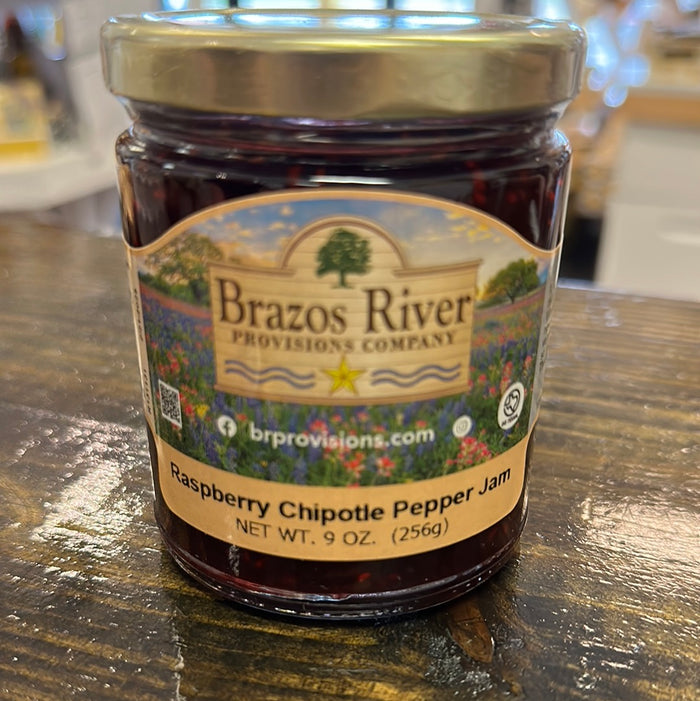 Brazos River
PROVISIONS COMPANY
brprovisions.com
Raspberry Chipotle Pepper Jam
NET WT. 9 OZ. (256g)